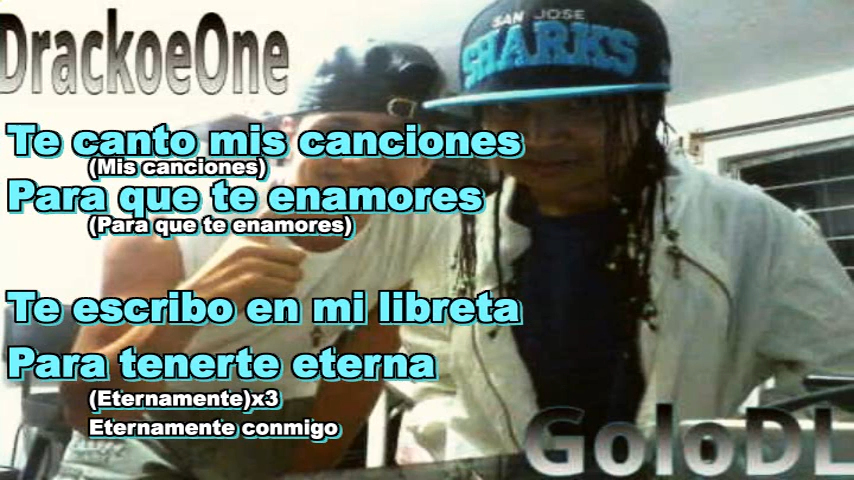 DrackoeOne
SAN JOSE
SHARKS
Te canto mis canciones
(Mis canciones)
Para que te enamores
(Para que te enamores)
Te escribo en mi libreta
Para tenerte eterna
(Eternamente)x3
Eternamente conmigo
GoloDL